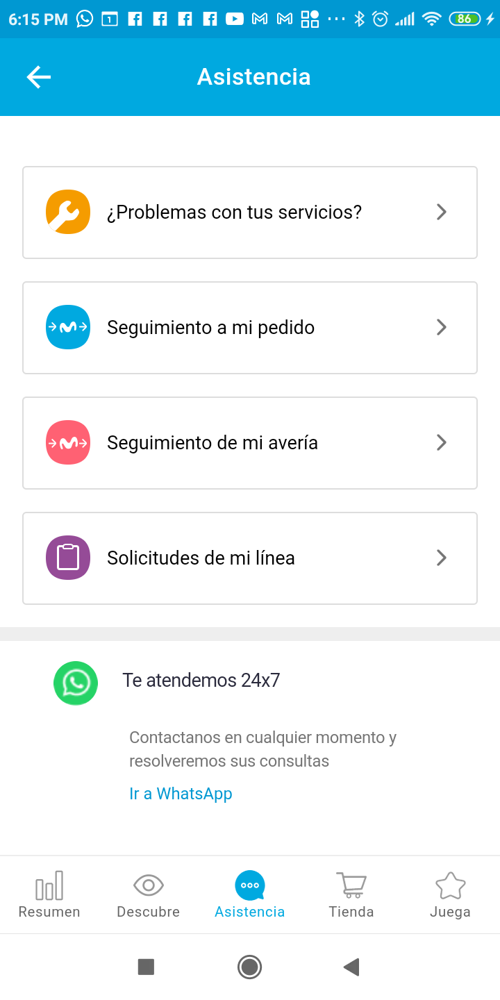 6:15 PM
1
86
Asistencia
¿Problemas con tus servicios?
Seguimiento a mi pedido
Seguimiento de mi avería
Solicitudes de mi línea
Te atendemos 24x7
Contactanos en cualquier momento y
resolveremos sus consultas
Ir a WhatsApp
Resumen
Descubre
Asistencia
Tienda
Juega